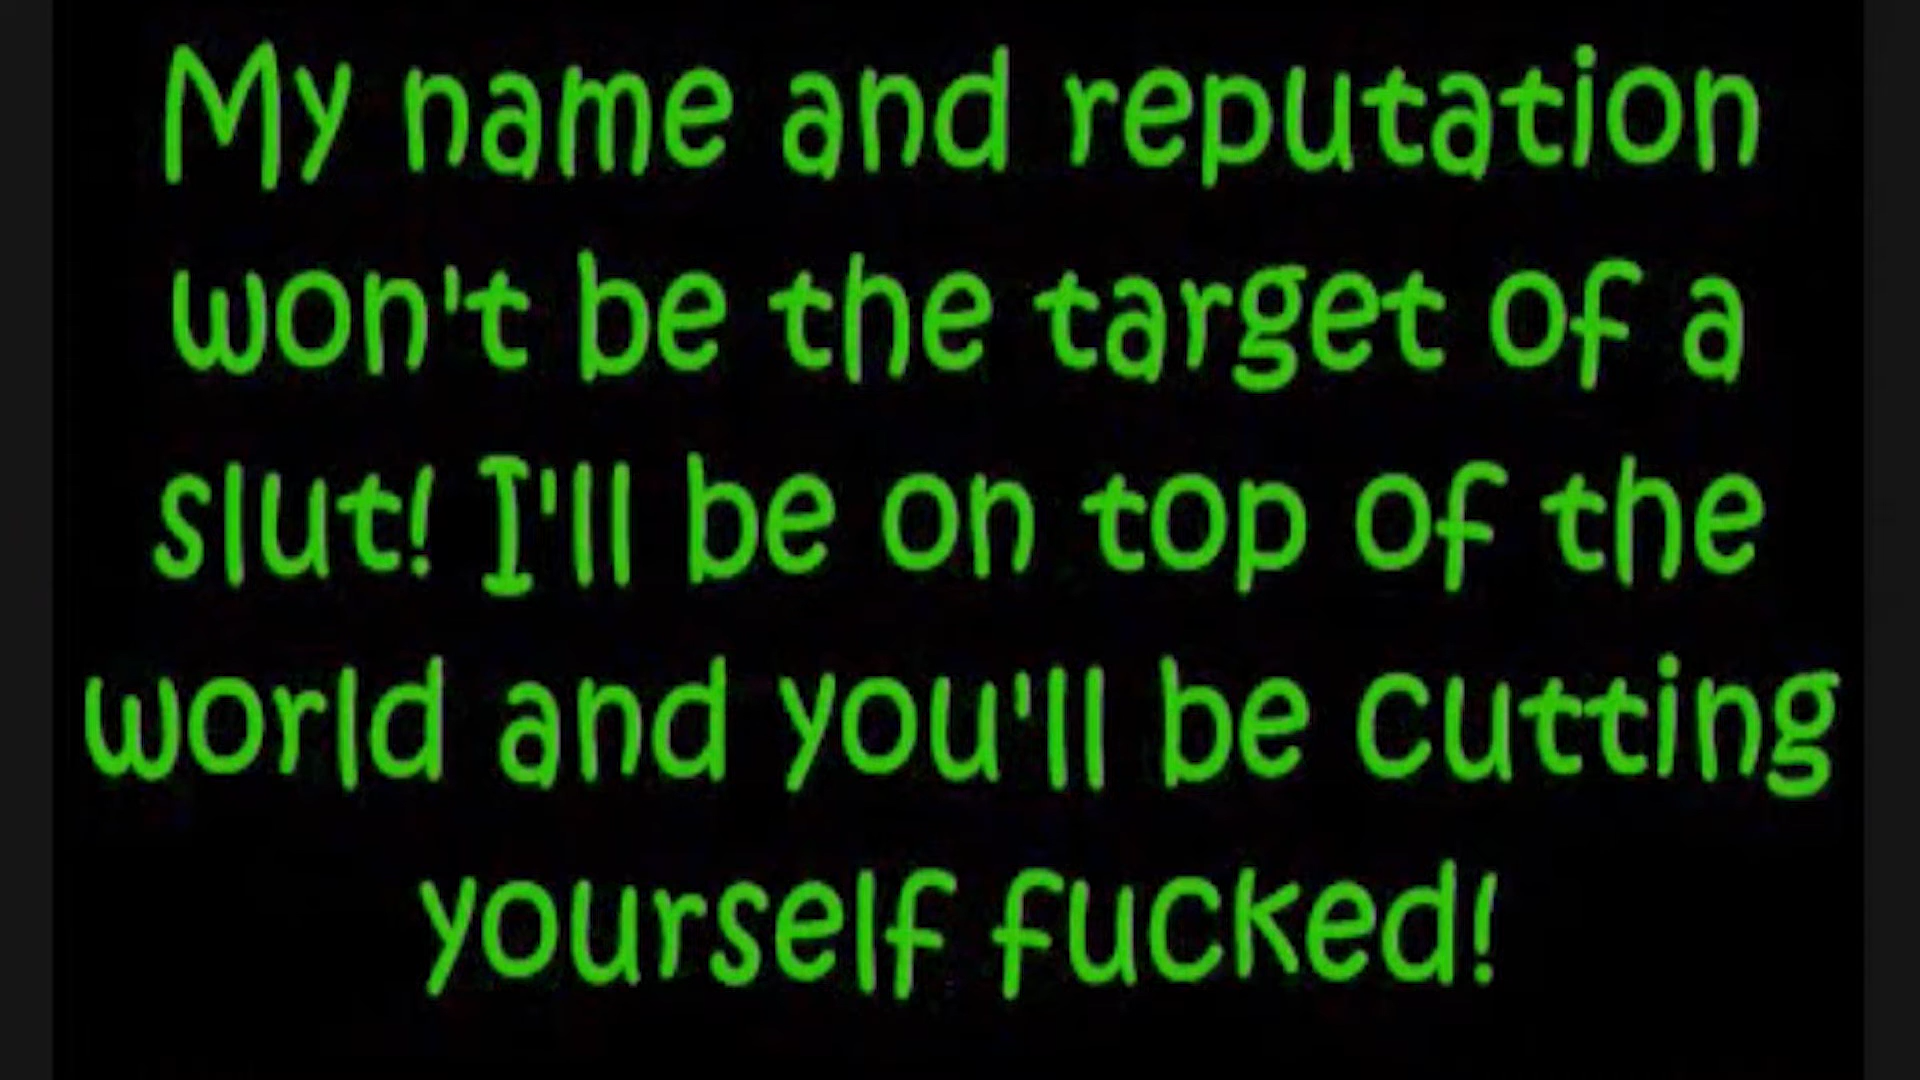 My name and reputation
won't be the target of a
slut! I'll be on top of the
world and you'll be cutting
yourself fucked!